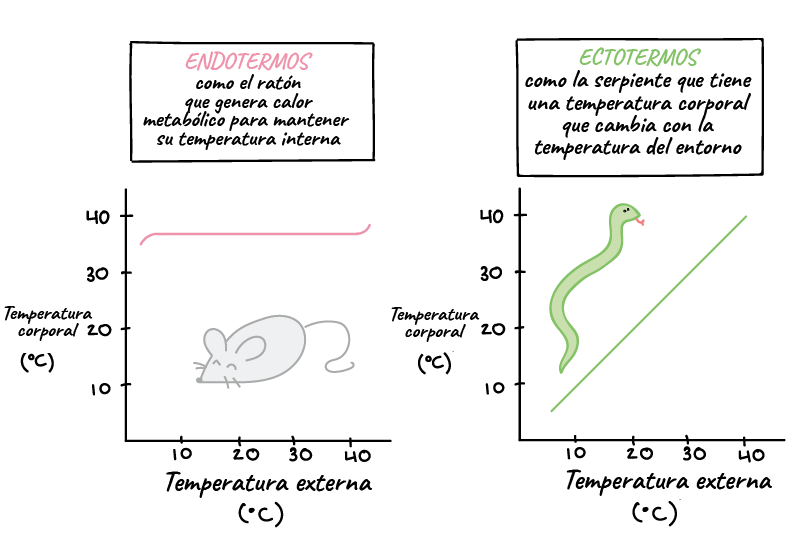 ENDOTERMOS
como el ratón
que genera calor
metabólico para mantener
su temperatura interna
40
30
Temperatura
corporal 20
(°C)
10
10 20 30 40
Temperatura externa
(°C)
ECTOTERMOS
como la serpiente que tiene
una temperatura corporal
que cambia con la
temperatura del entorno
40
30
Temperatura
corporal 20
(°C)
10
10 20 30 40
Temperatura externa
(°C)